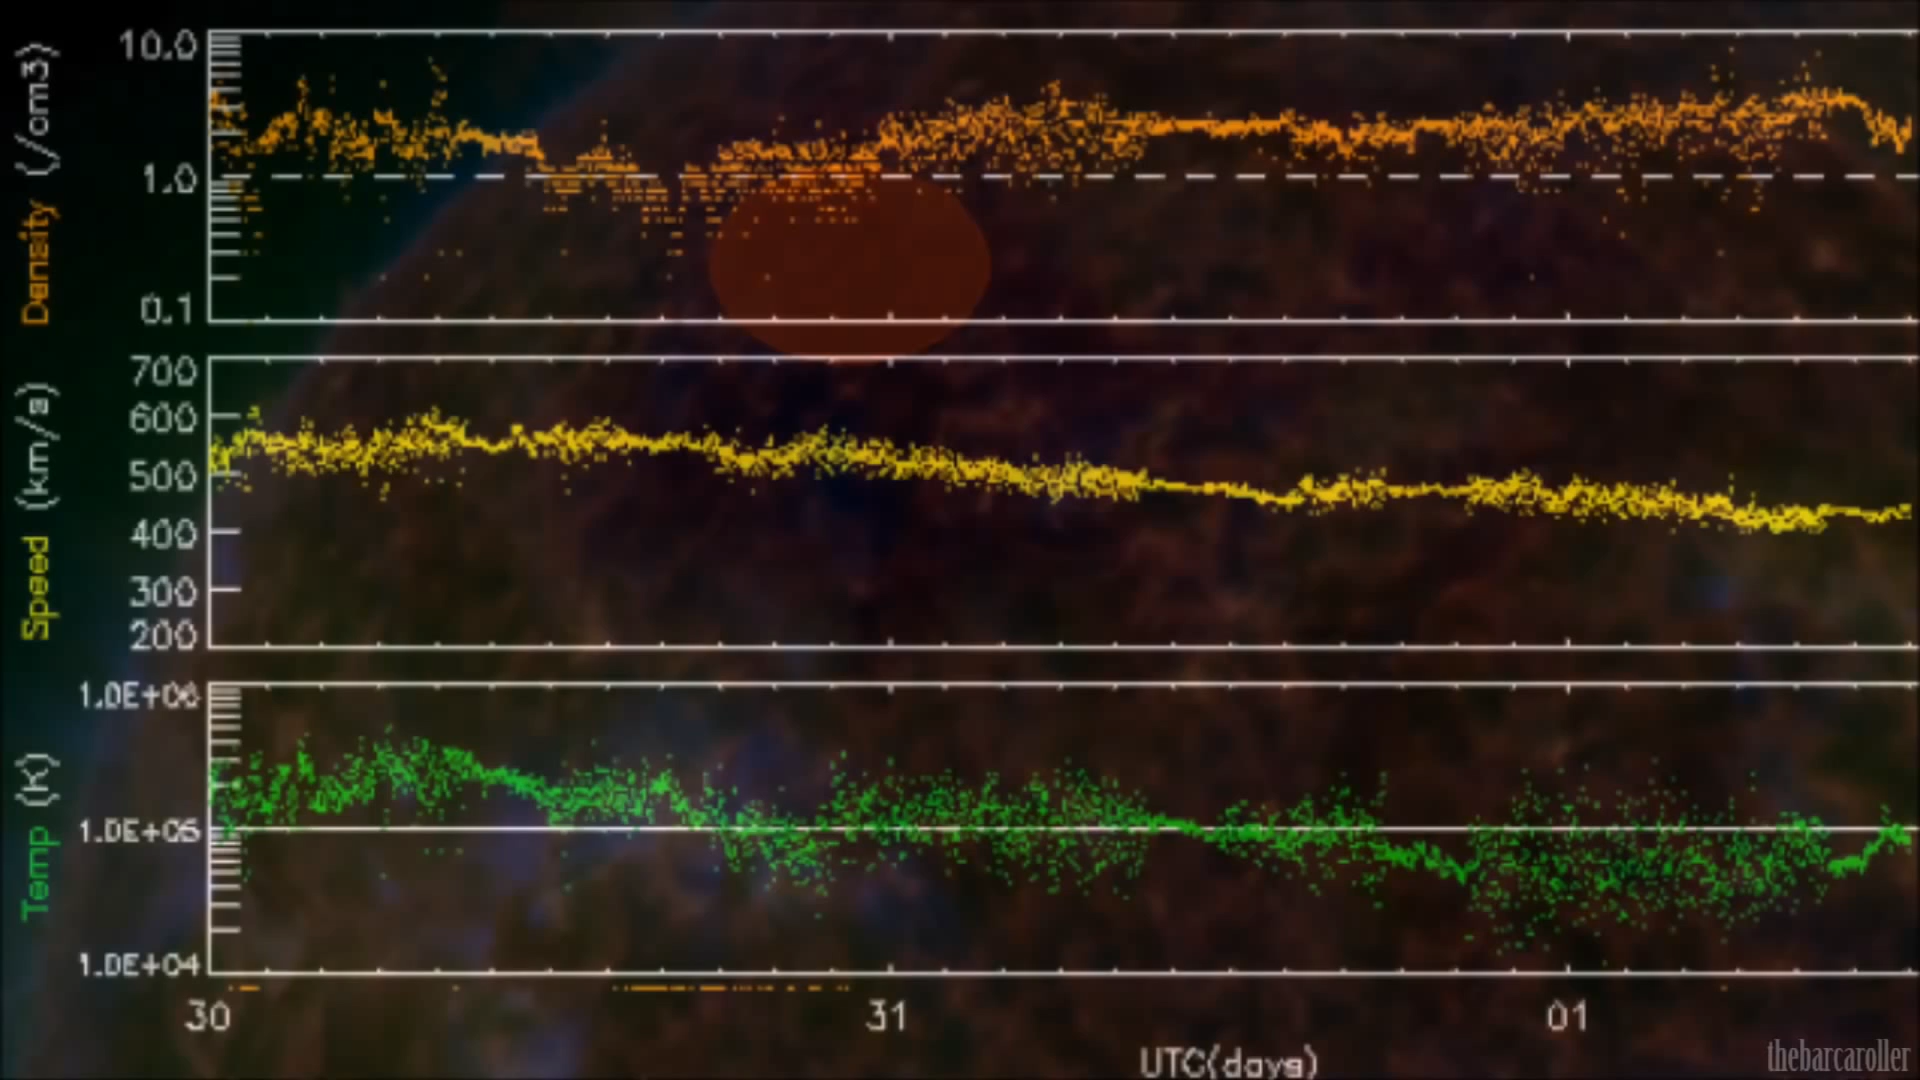 Density (/cm3)
10.0
1.0
0.1
Speed (km/s)
700
600
500
400
300
200
Temp (K)
1.0E+06
1.0E+05
1.0E+04
30 31 01
UTC(days)
thebarcaroller